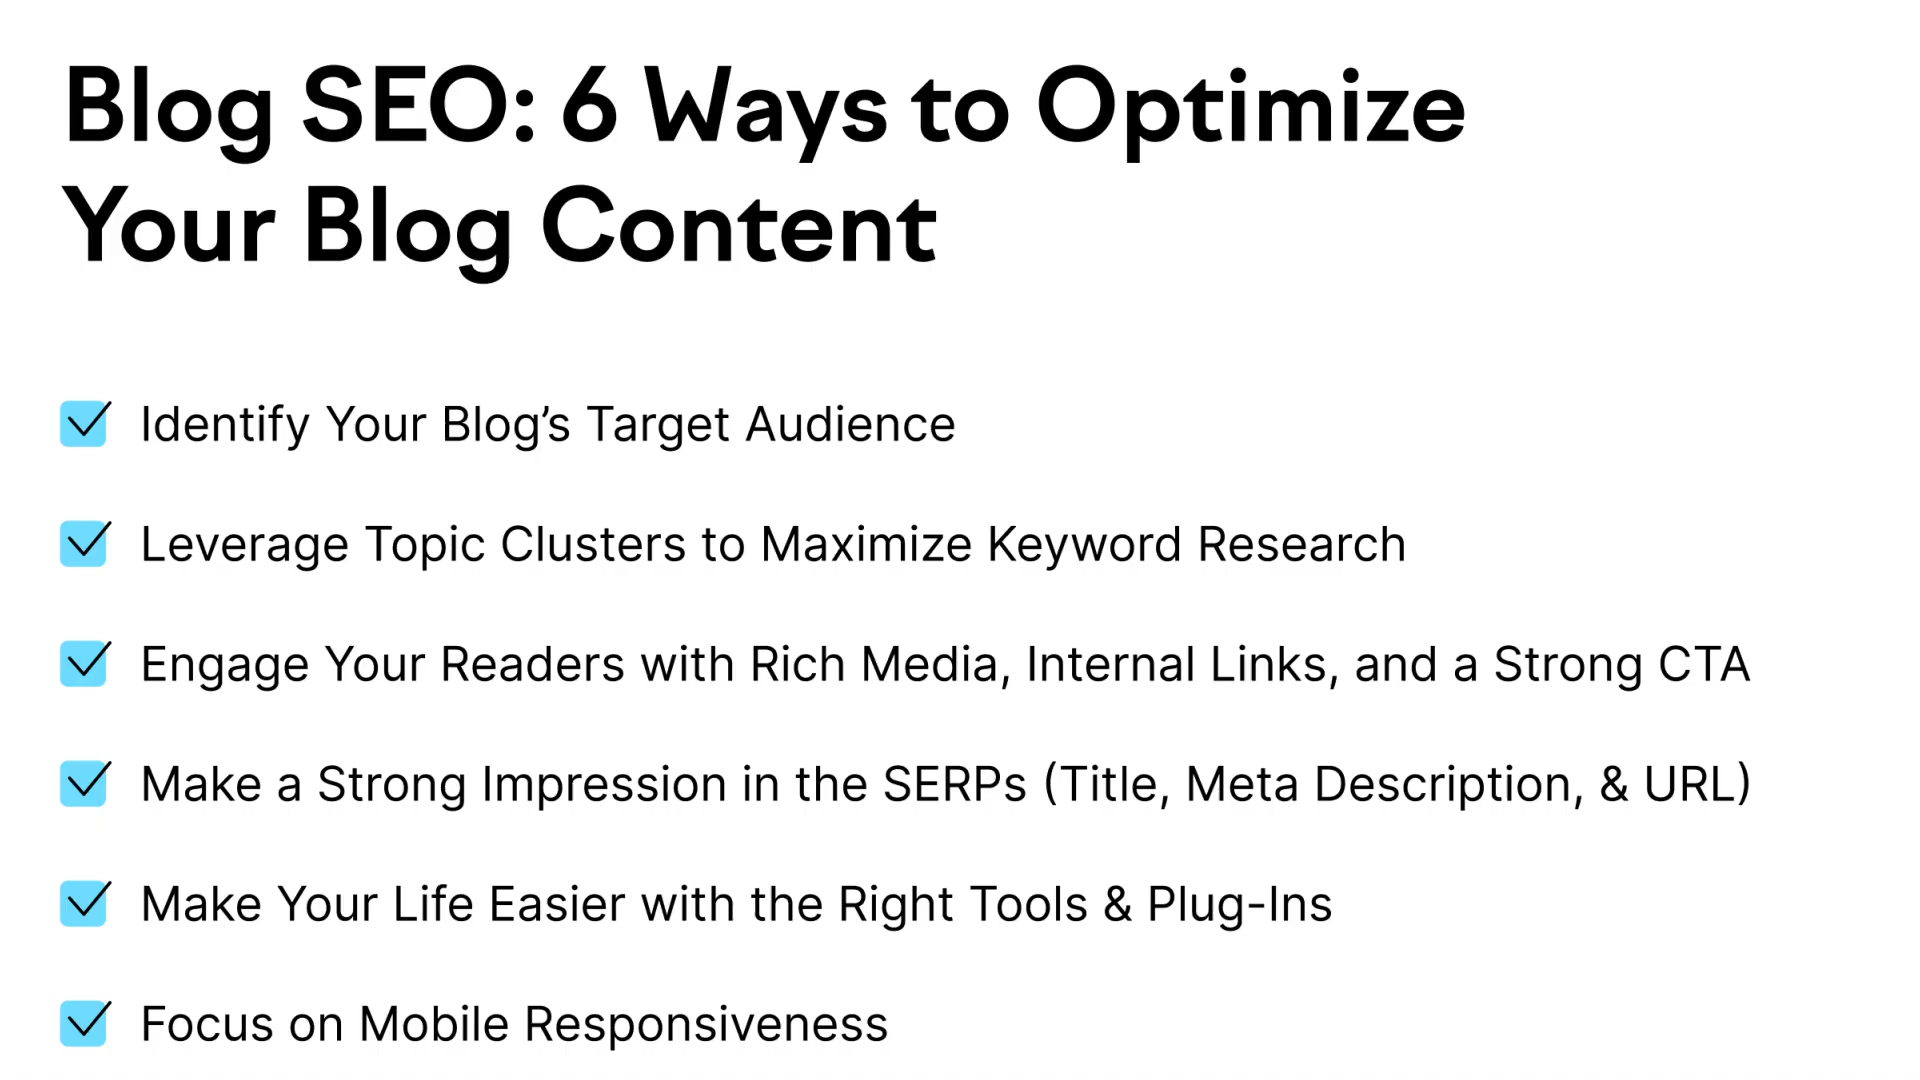 Blog SEO: 6 Ways to Optimize
Your Blog Content
Identify Your Blog’s Target Audience
Leverage Topic Clusters to Maximize Keyword Research
Engage Your Readers with Rich Media, Internal Links, and a Strong CTA
Make a Strong Impression in the SERPs (Title, Meta Description, & URL)
Make Your Life Easier with the Right Tools & Plug-Ins
Focus on Mobile Responsiveness